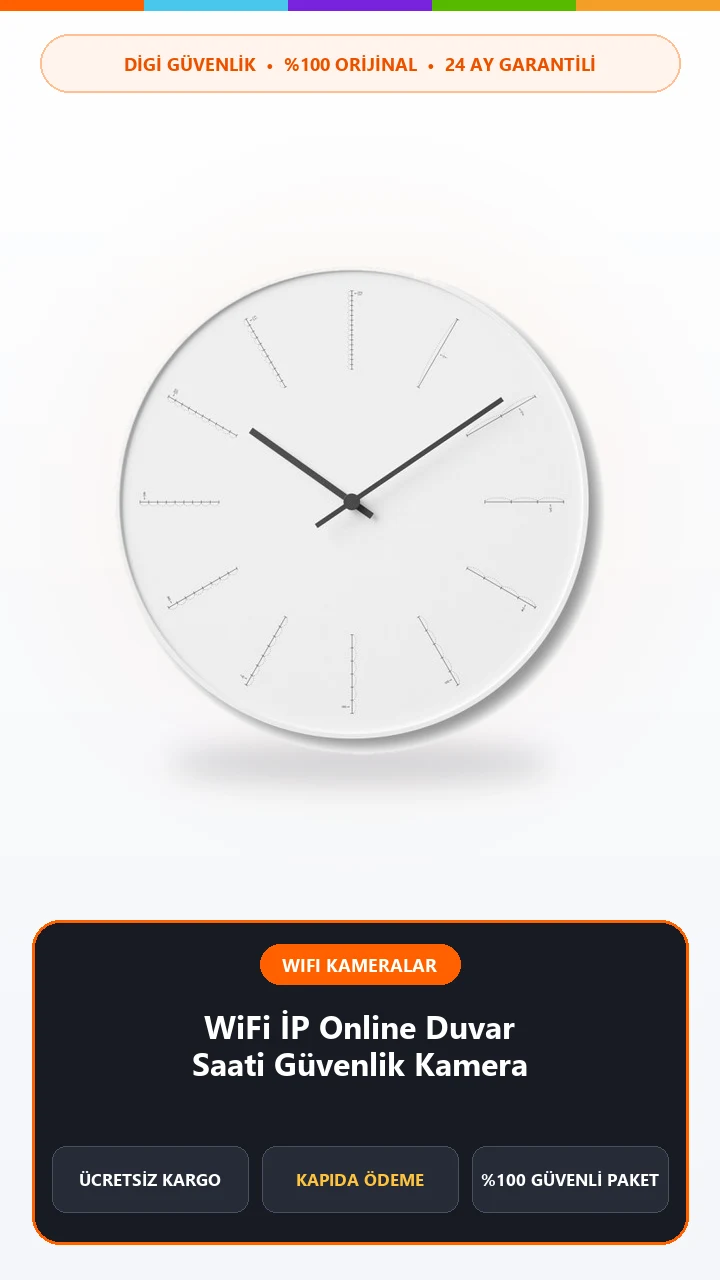 DİGİ GÜVENLİK • %100 ORİJİNAL • 24 AY GARANTİLİ
WIFI KAMERALAR
WiFi İP Online Duvar
Saati Güvenlik Kamera
ÜCRETSİZ KARGO
KAPIDA ÖDEME
%100 GÜVENLİ PAKET